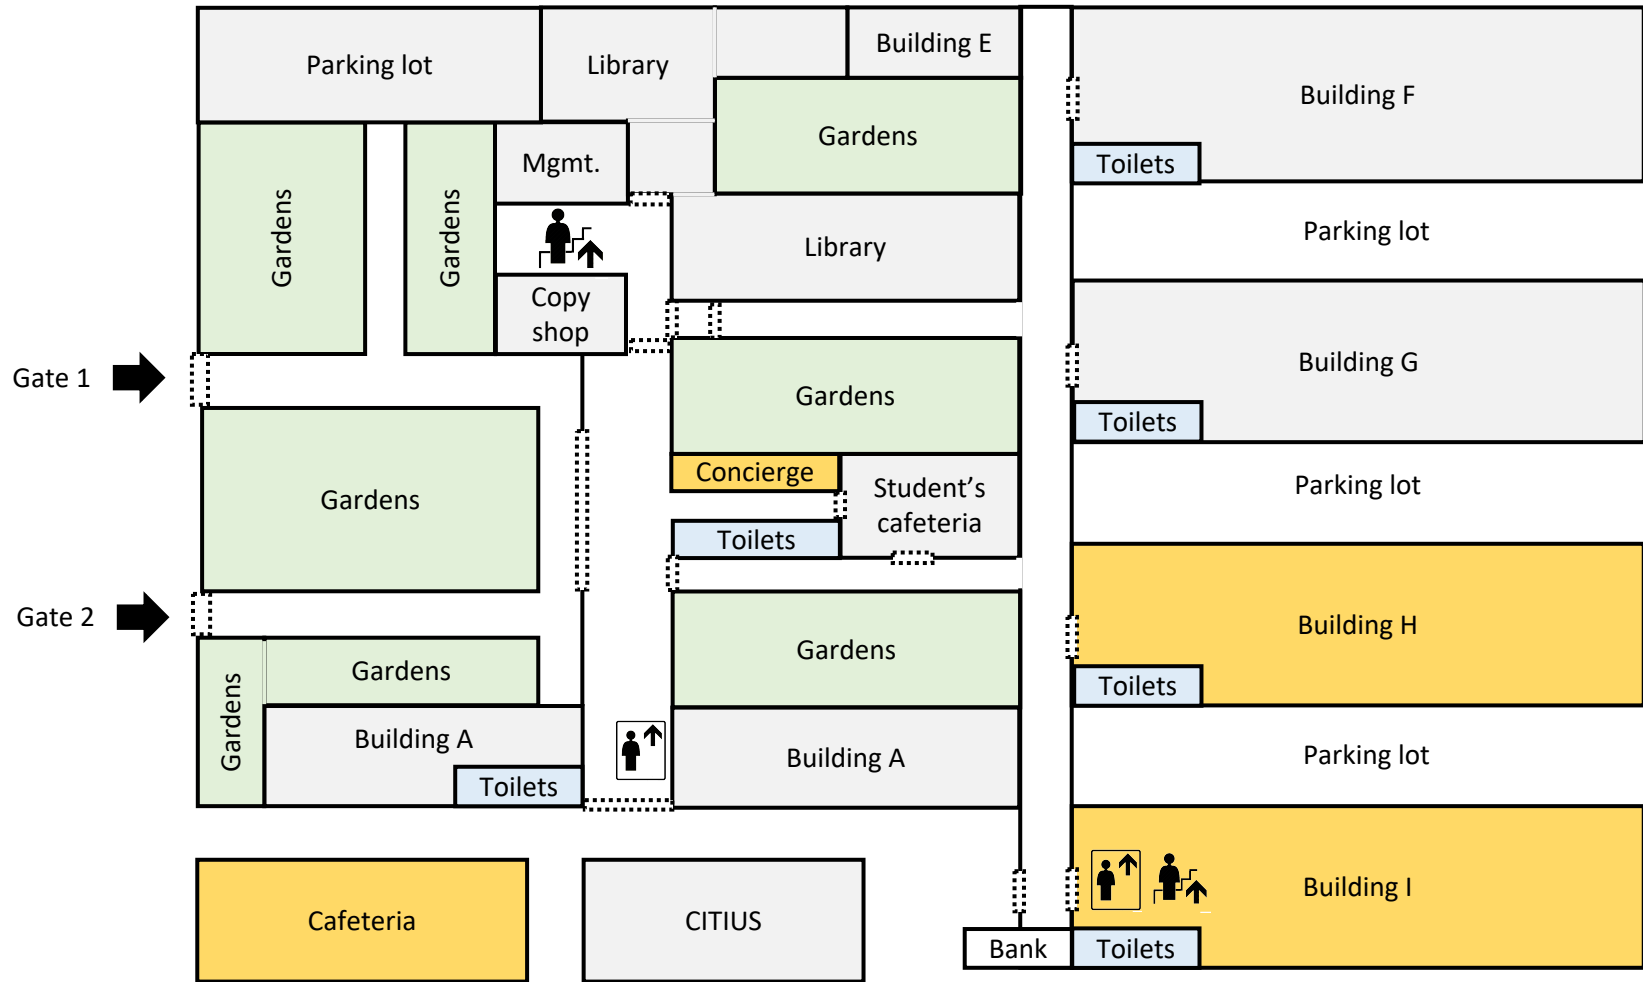 Parking lot
Library
Building E
Building F
Gardens
Mgmt.
Toilets
Gardens
Gardens
Library
Parking lot
Copy
shop
Gate 1
Building G
Gardens
Toilets
Concierge
Student’s
cafeteria
Parking lot
Gardens
Toilets
Gate 2
Building H
Gardens
Gardens
Gardens
Toilets
Building A
Building A
Toilets
Parking lot
Cafeteria
CITIUS
Building I
Bank
Toilets